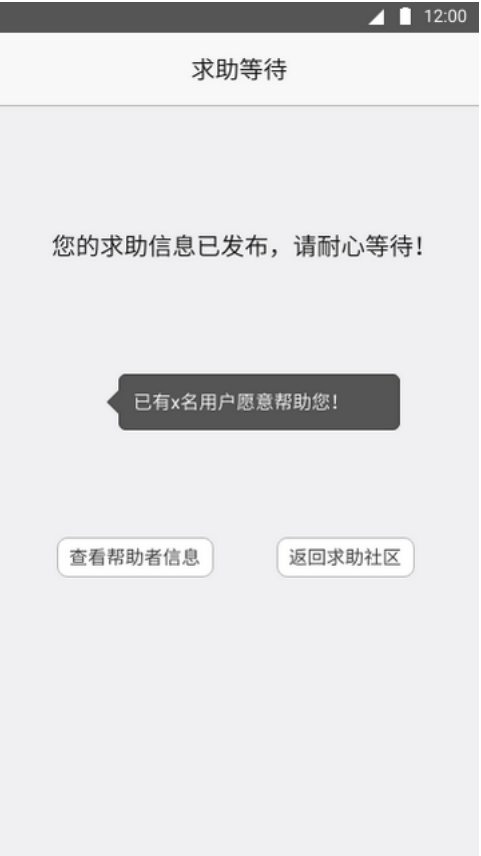 12:00
求助等待
您的求助信息已发布，请耐心等待！
已有x名用户愿意帮助您！
查看帮助者信息
返回求助社区